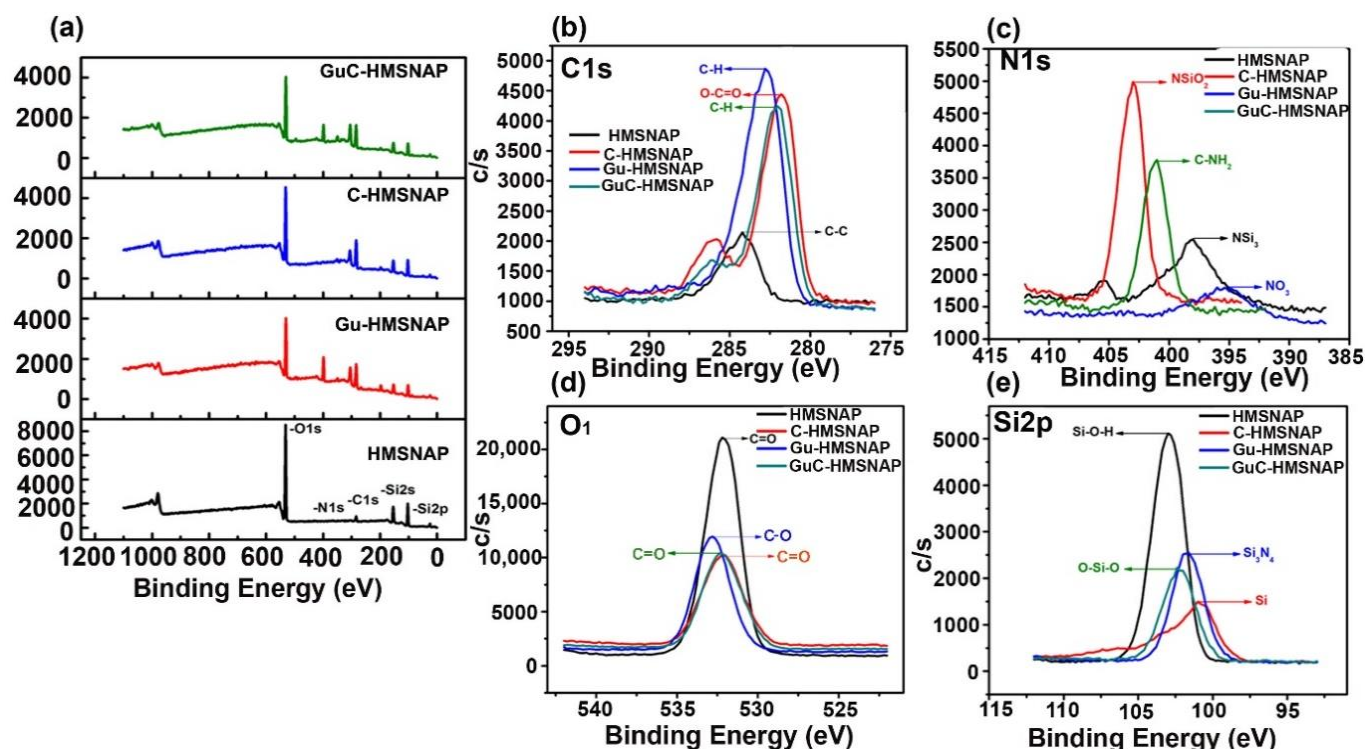 (a)
GuC-HMSNAP
4000
2000
0
C-HMSNAP
4000
2000
0
Gu-HMSNAP
4000
2000
0
HMSNAP
8000
6000
4000
2000
0
-O1s
-N1s
-C1s
-Si2s
-Si2p
1200 1000 800 600 400 200 0
Binding Energy (eV)
(b)
C1s
c/s
5000
4500
4000
3500
3000
2500
2000
1500
1000
500
C-H
O-C=O
C-H
C-C
HMSNAP
C-HMSNAP
Gu-HMSNAP
GuC-HMSNAP
295 290 285 280 275
Binding Energy (eV)
(c)
N1s
5000
4500
4000
3500
3000
2500
2000
1500
1000
HMSNAP
C-HMSNAP
Gu-HMSNAP
GuC-HMSNAP
NSiO₂
C-NH₂
NSi₃
NO₃
415 410 405 400 395 390 385
Binding Energy (eV)
(d)
O1
c/s
20,000
15,000
10,000
5000
0
HMSNAP
C-HMSNAP
Gu-HMSNAP
GuC-HMSNAP
C=O
C-O
C=O
C=O
540 535 530 525
Binding Energy (eV)
(e)
Si2p
c/s
5000
4000
3000
2000
1000
0
HMSNAP
C-HMSNAP
Gu-HMSNAP
GuC-HMSNAP
Si-O-H
Si₃N₄
O-Si-O
Si
115 110 105 100 95
Binding Energy (eV)